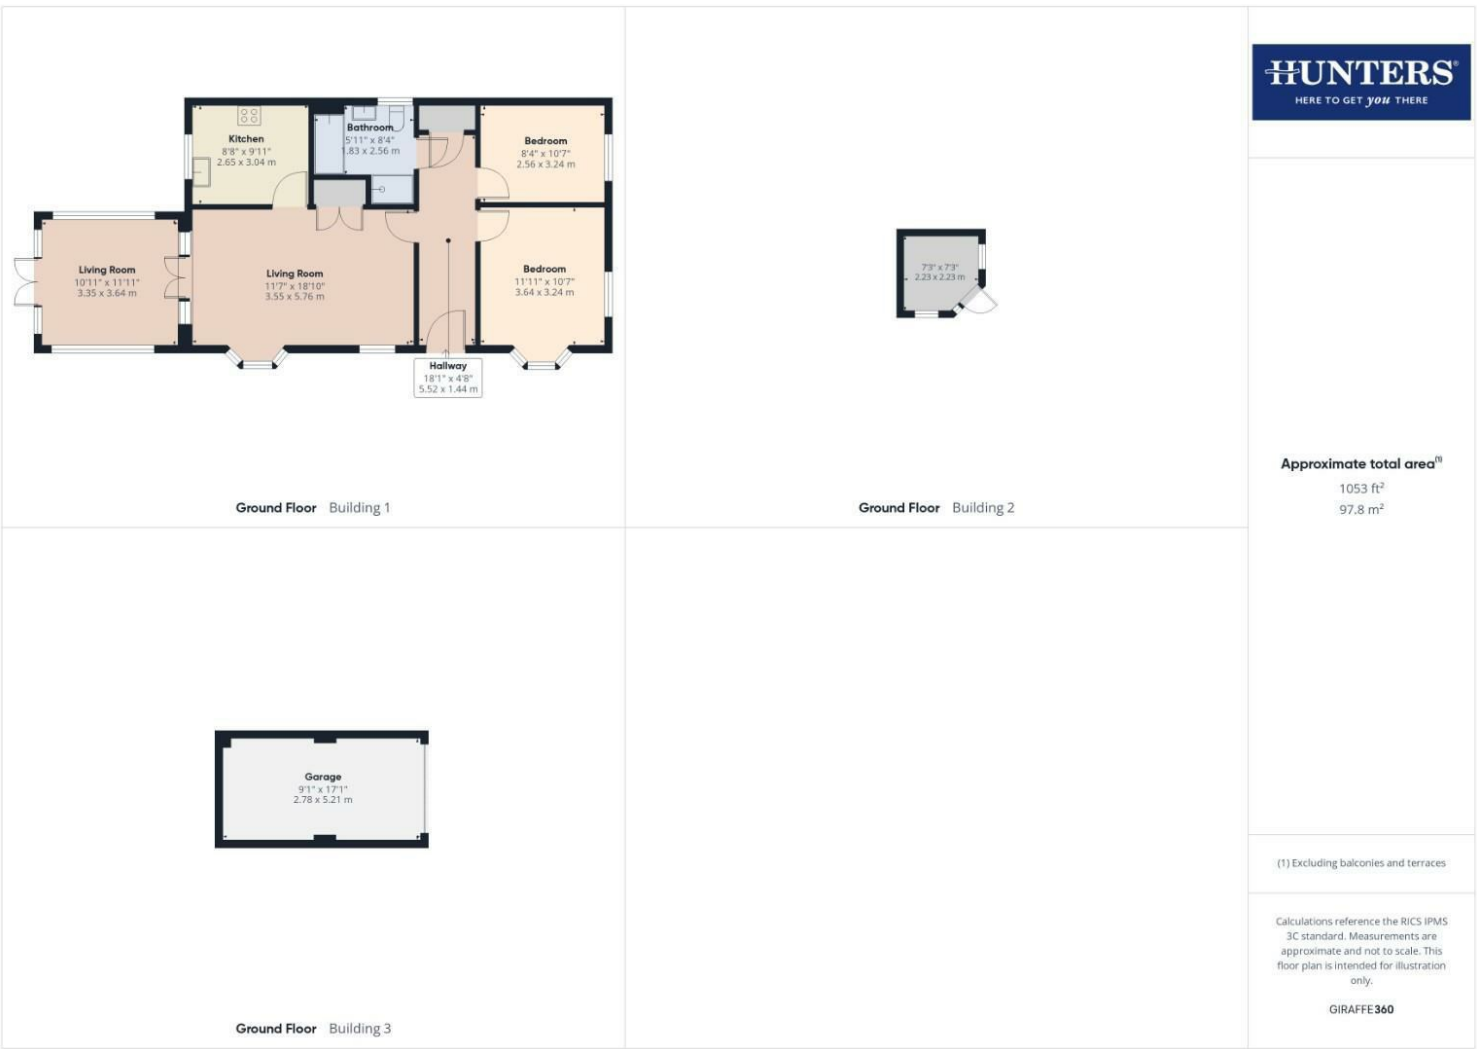 Kitchen
8'8" x 9'11"
2.65 x 3.04 m
Bathroom
5'11" x 8'4"
1.83 x 2.56 m
Bedroom
8'4" x 10'7"
2.56 x 3.24 m
Living Room
10'11" x 11'11"
3.35 x 3.64 m
Living Room
11'7" x 18'10"
3.55 x 5.76 m
Bedroom
11'11" x 10'7"
3.64 x 3.24 m
Hallway
18'1" x 4'8"
5.52 x 1.44 m
Ground Floor Building 1
7'3" x 7'3"
2.23 x 2.23 m
Ground Floor Building 2
Garage
9'1" x 17'1"
2.78 x 5.21 m
Ground Floor Building 3
HUNTERS®
HERE TO GET you THERE
Approximate total area(1)
1053 ft²
97.8 m²
(1) Excluding balconies and terraces
Calculations reference the RICS IPMS
3C standard. Measurements are
approximate and not to scale. This
floor plan is intended for illustration
only.
GIRAFFE360